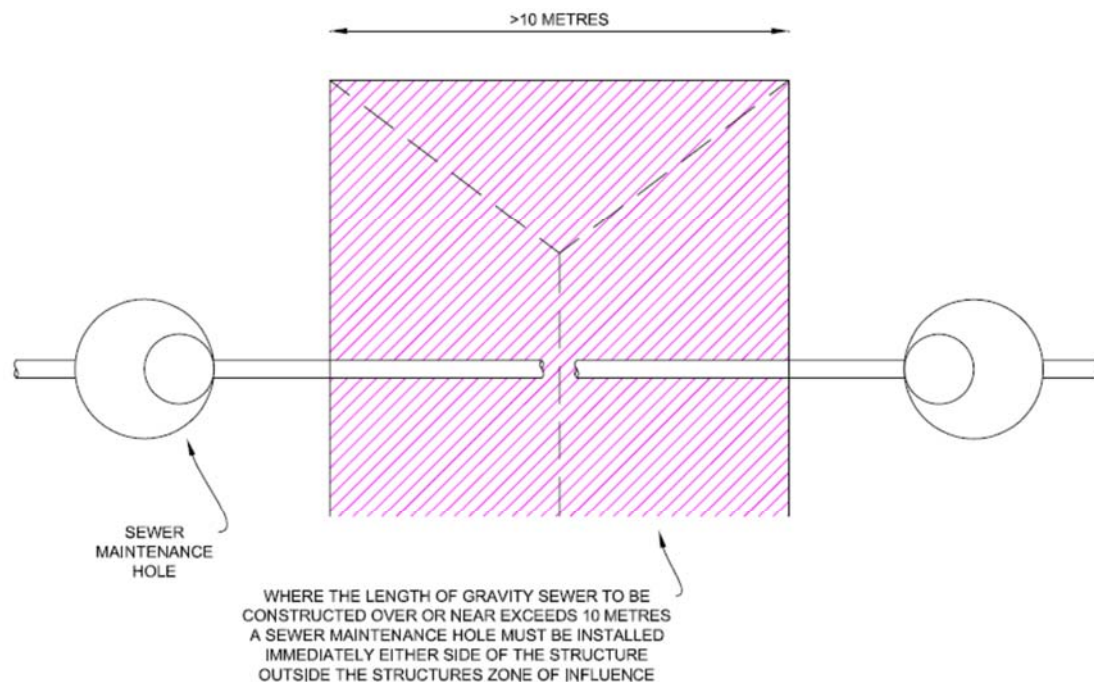 >10 METRES
SEWER
MAINTENANCE
HOLE
WHERE THE LENGTH OF GRAVITY SEWER TO BE
CONSTRUCTED OVER OR NEAR EXCEEDS 10 METRES
A SEWER MAINTENANCE HOLE MUST BE INSTALLED
IMMEDIATELY EITHER SIDE OF THE STRUCTURE
OUTSIDE THE STRUCTURES ZONE OF INFLUENCE